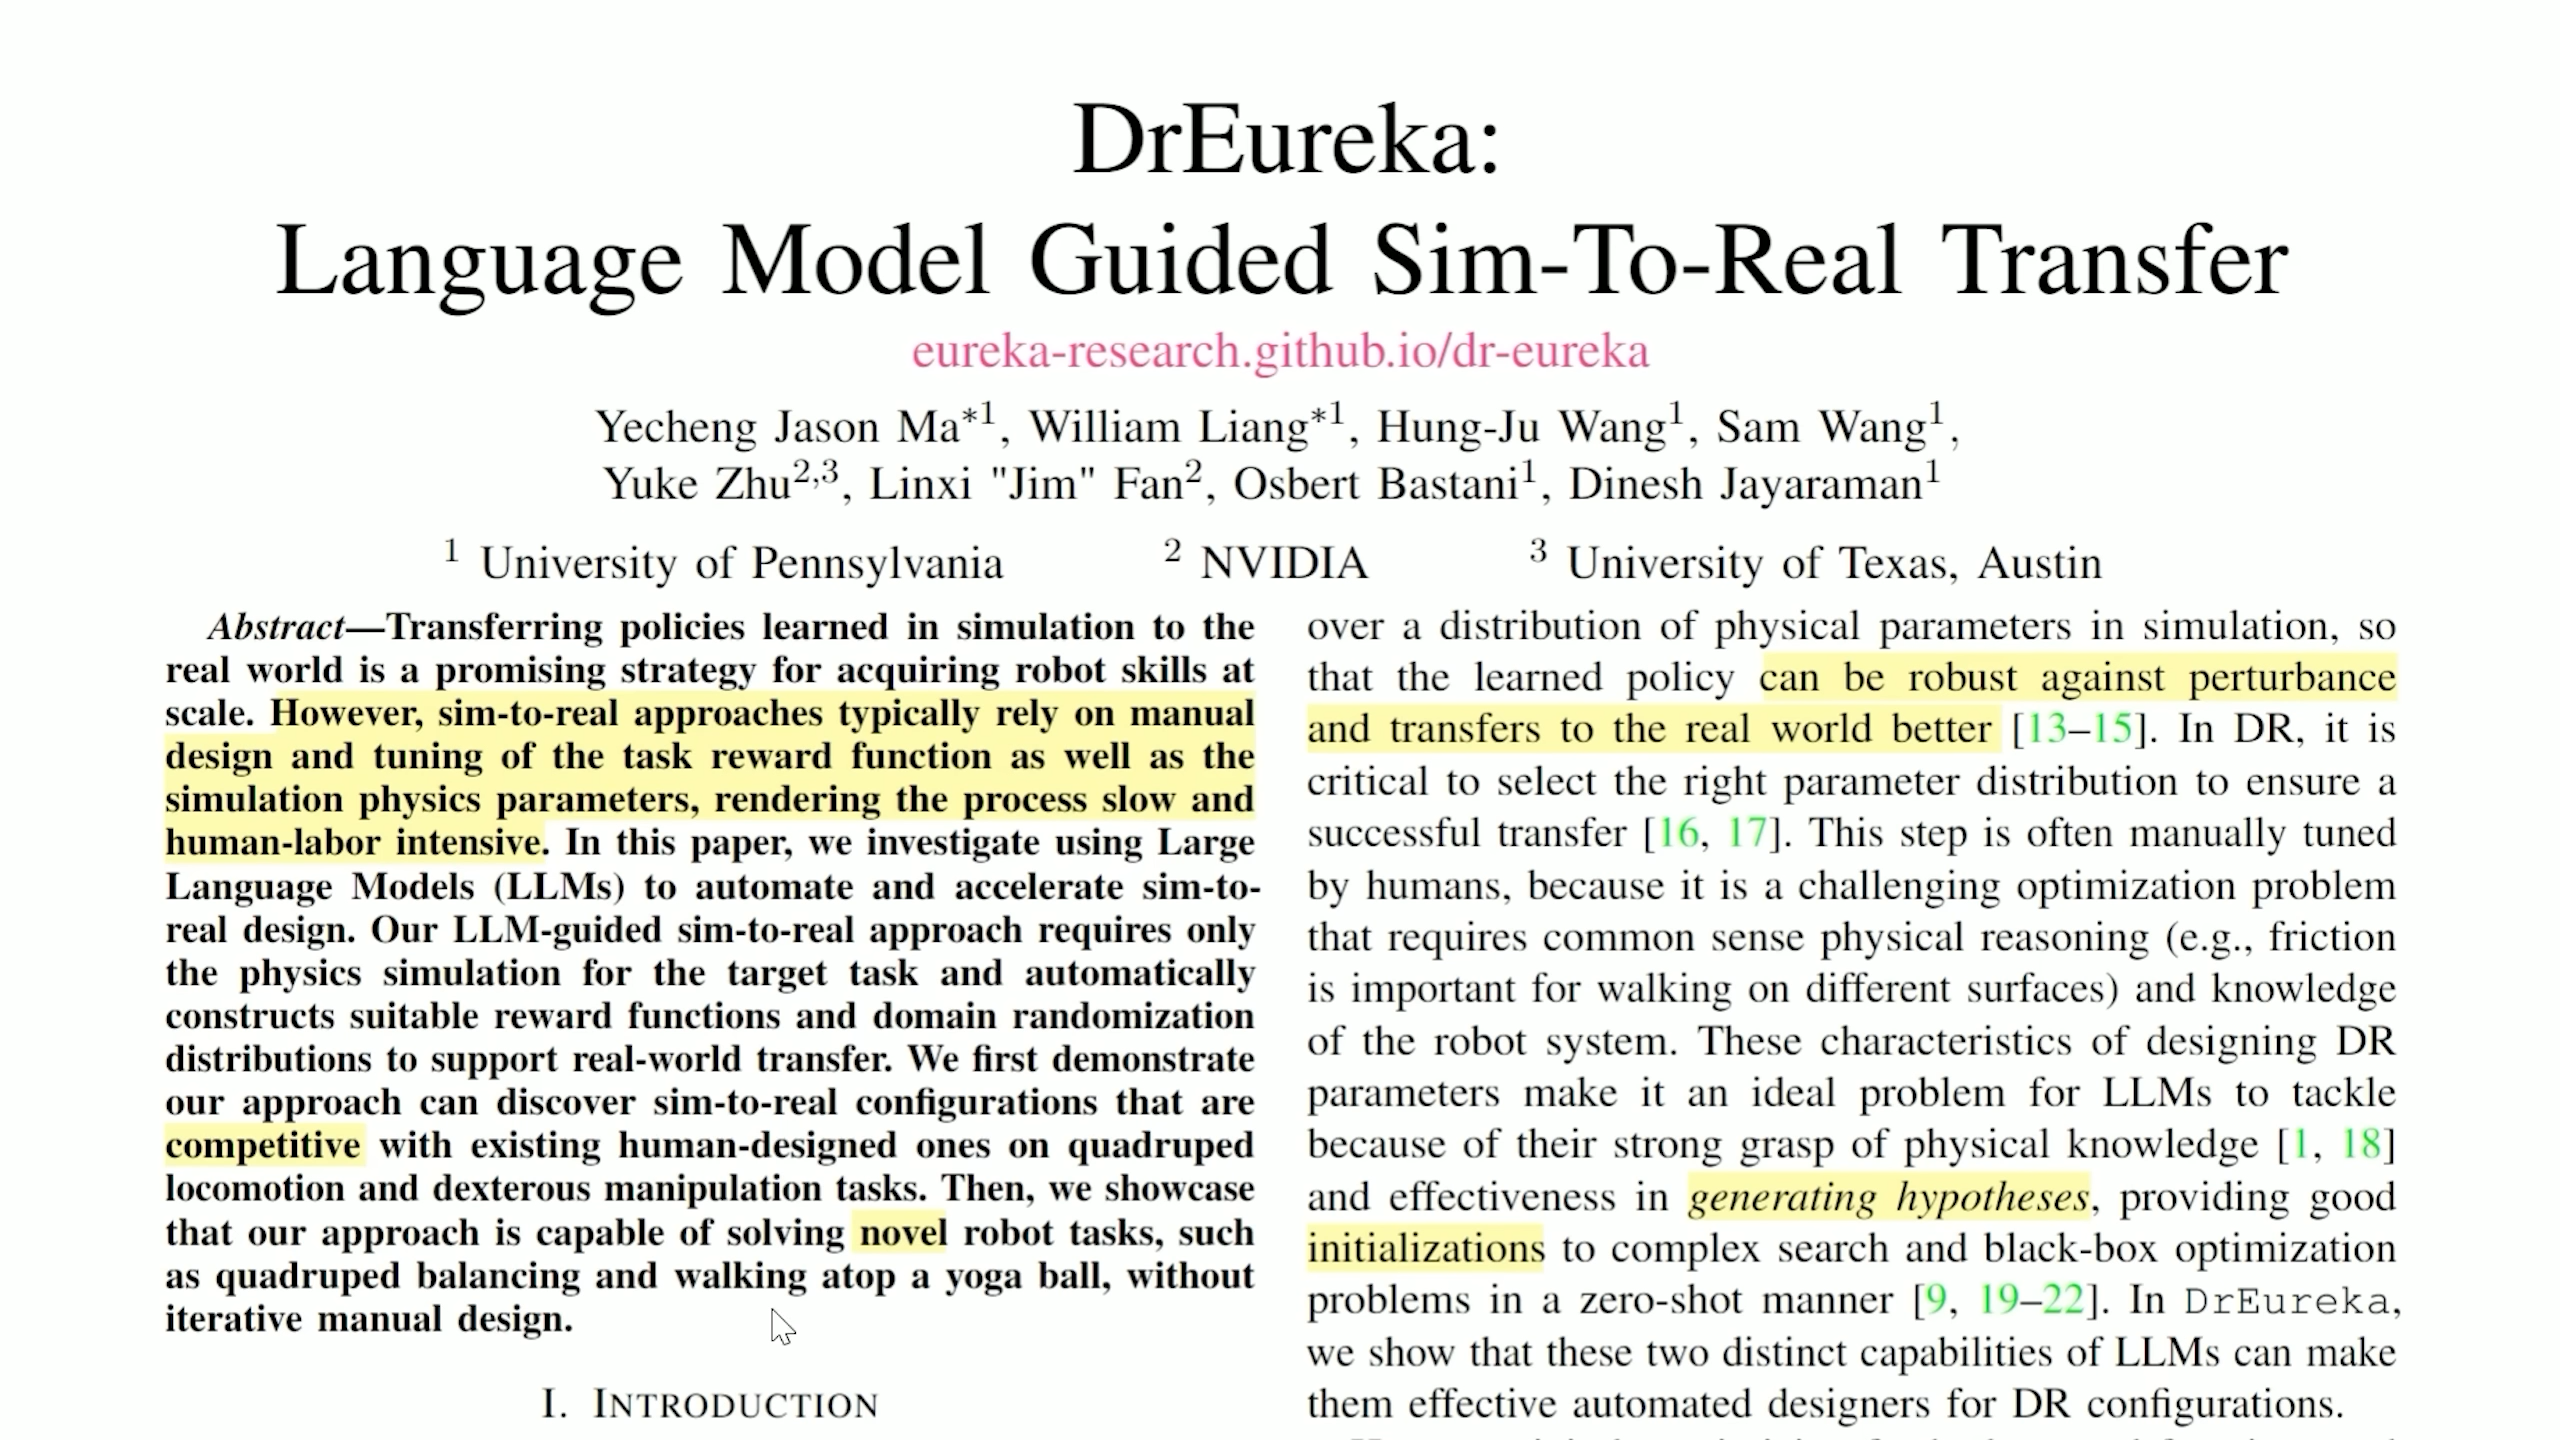 DrEureka:
Language Model Guided Sim-To-Real Transfer
eureka-research.github.io/dr-eureka
Yecheng Jason Ma*1, William Liang*1, Hung-Ju Wang1, Sam Wang1,
Yuke Zhu2,3, Linxi "Jim" Fan2, Osbert Bastani1, Dinesh Jayaraman1
1 University of Pennsylvania 2 NVIDIA 3 University of Texas, Austin
Abstract—Transferring policies learned in simulation to the
real world is a promising strategy for acquiring robot skills at
scale. However, sim-to-real approaches typically rely on manual
design and tuning of the task reward function as well as the
simulation physics parameters, rendering the process slow and
human-labor intensive. In this paper, we investigate using Large
Language Models (LLMs) to automate and accelerate sim-to-
real design. Our LLM-guided sim-to-real approach requires only
the physics simulation for the target task and automatically
constructs suitable reward functions and domain randomization
distributions to support real-world transfer. We first demonstrate
our approach can discover sim-to-real configurations that are
competitive with existing human-designed ones on quadruped
locomotion and dexterous manipulation tasks. Then, we showcase
that our approach is capable of solving novel robot tasks, such
as quadruped balancing and walking atop a yoga ball, without
iterative manual design.
I. INTRODUCTION
over a distribution of physical parameters in simulation, so
that the learned policy can be robust against perturbance
and transfers to the real world better [13–15]. In DR, it is
critical to select the right parameter distribution to ensure a
successful transfer [16, 17]. This step is often manually tuned
by humans, because it is a challenging optimization problem
that requires common sense physical reasoning (e.g., friction
is important for walking on different surfaces) and knowledge
of the robot system. These characteristics of designing DR
parameters make it an ideal problem for LLMs to tackle
because of their strong grasp of physical knowledge [1, 18]
and effectiveness in generating hypotheses, providing good
initializations to complex search and black-box optimization
problems in a zero-shot manner [9, 19–22]. In DrEureka,
we show that these two distinct capabilities of LLMs can make
them effective automated designers for DR configurations.